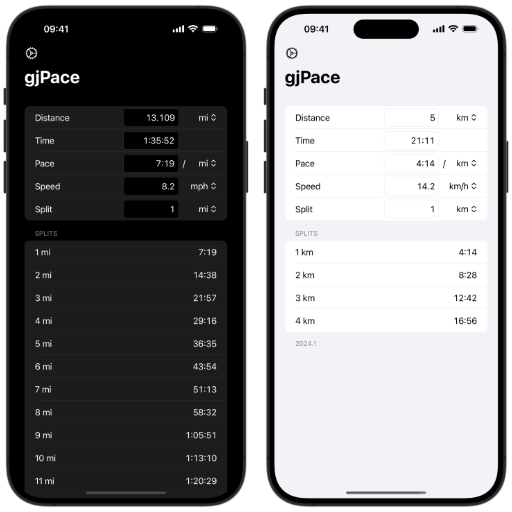 09:41
gjPace
Distance 13.109 mi
Time 1:35:52
Pace 7:19 / mi
Speed 8.2 mph
Split 1 mi
SPLITS
1 mi 7:19
2 mi 14:38
3 mi 21:57
4 mi 29:16
5 mi 36:35
6 mi 43:54
7 mi 51:13
8 mi 58:32
9 mi 1:05:51
10 mi 1:13:10
11 mi 1:20:29
09:41
gjPace
Distance 5 km
Time 21:11
Pace 4:14 / km
Speed 14.2 km/h
Split 1 km
SPLITS
1 km 4:14
2 km 8:28
3 km 12:42
4 km 16:56
2024.1